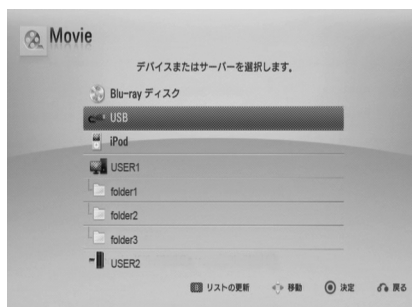 Movie
デバイスまたはサーバーを選択します。
Blu-ray ディスク
USB
iPod
USER1
folder1
folder2
folder3
USER2
リストの更新 移動 決定 戻る